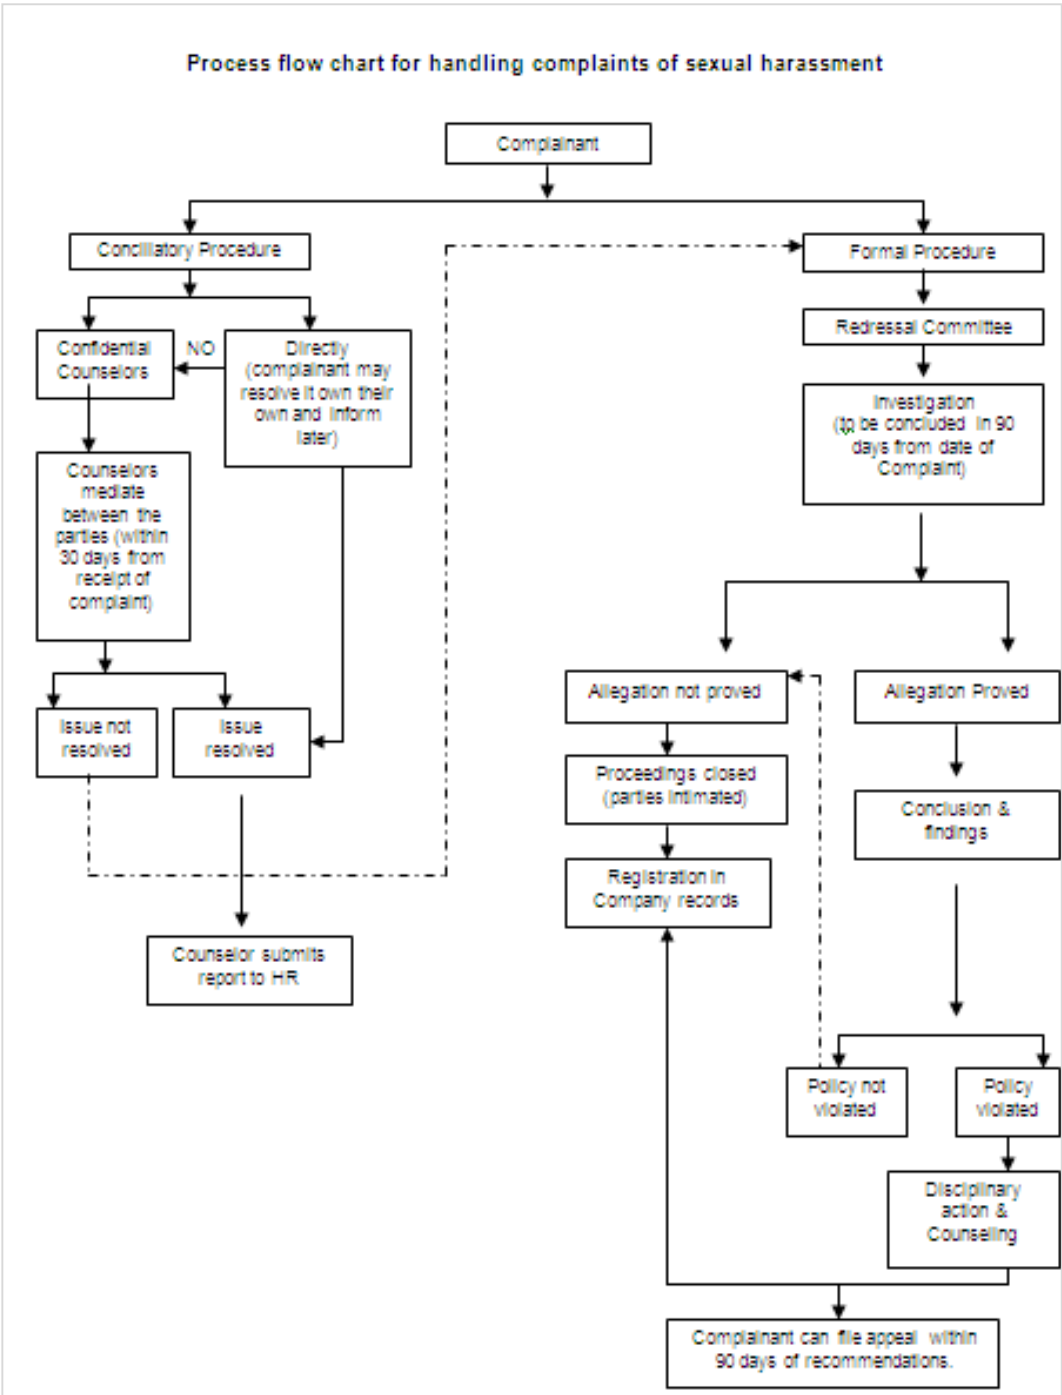 Process flow chart for handling complaints of sexual harassment
Complainant
Conciliatory Procedure
Formal Procedure
Confidential
Counselors
NO
Directly
(complainant may
resolve it own their
own and inform
later)
Redressal Committee
Investigation
(to be concluded in 90
days from date of
Complaint)
Counselors
mediate
between the
parties (within
30 days from
receipt of
complaint)
Issue not
resolved
Issue
resolved
Counselor submits
report to HR
Allegation not proved
Allegation Proved
Proceedings closed
(parties intimated)
Conclusion &
findings
Registration in
Company records
Policy not
violated
Policy
violated
Disciplinary
action &
Counseling
Complainant can file appeal within
90 days of recommendations.